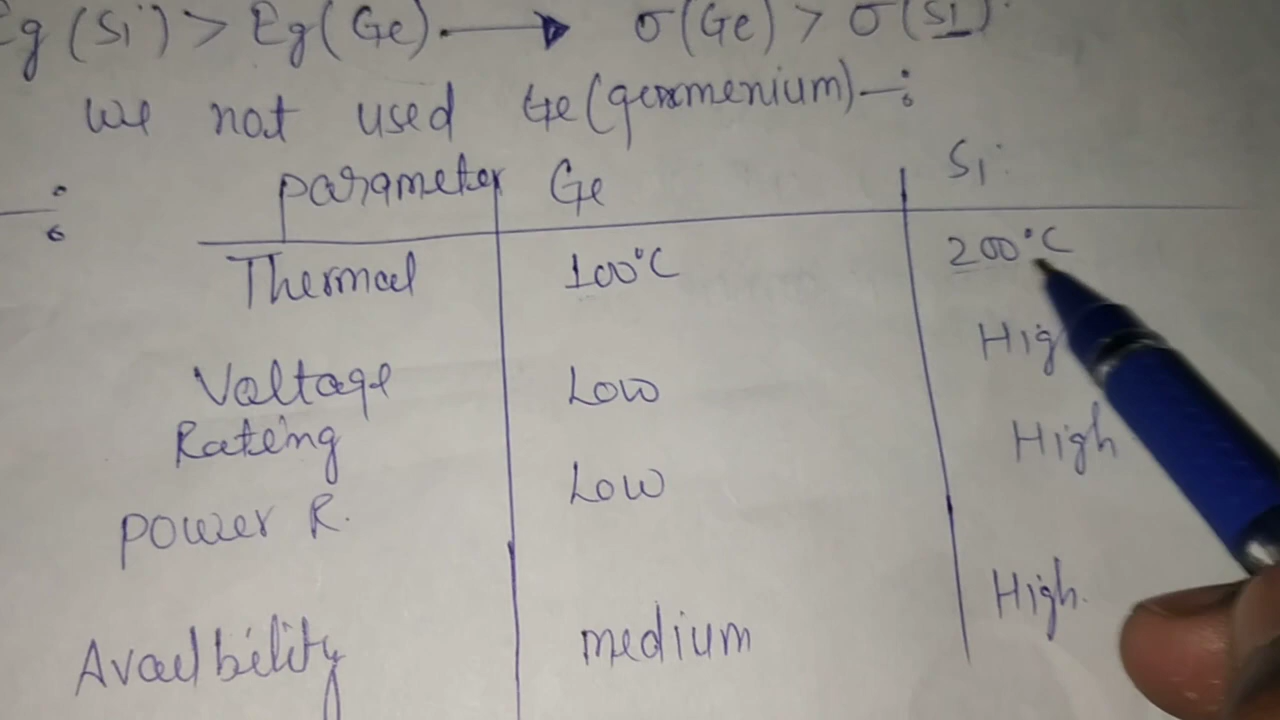 Eg (Si) > Eg (Ge). → σ(Ge) > σ(Si)
we not used Ge (germenium) -:
-:
parameter Ge Si
Thermal 100°C 200°C
Voltage Rating Low High
power R. Low High
Availbility medium High.